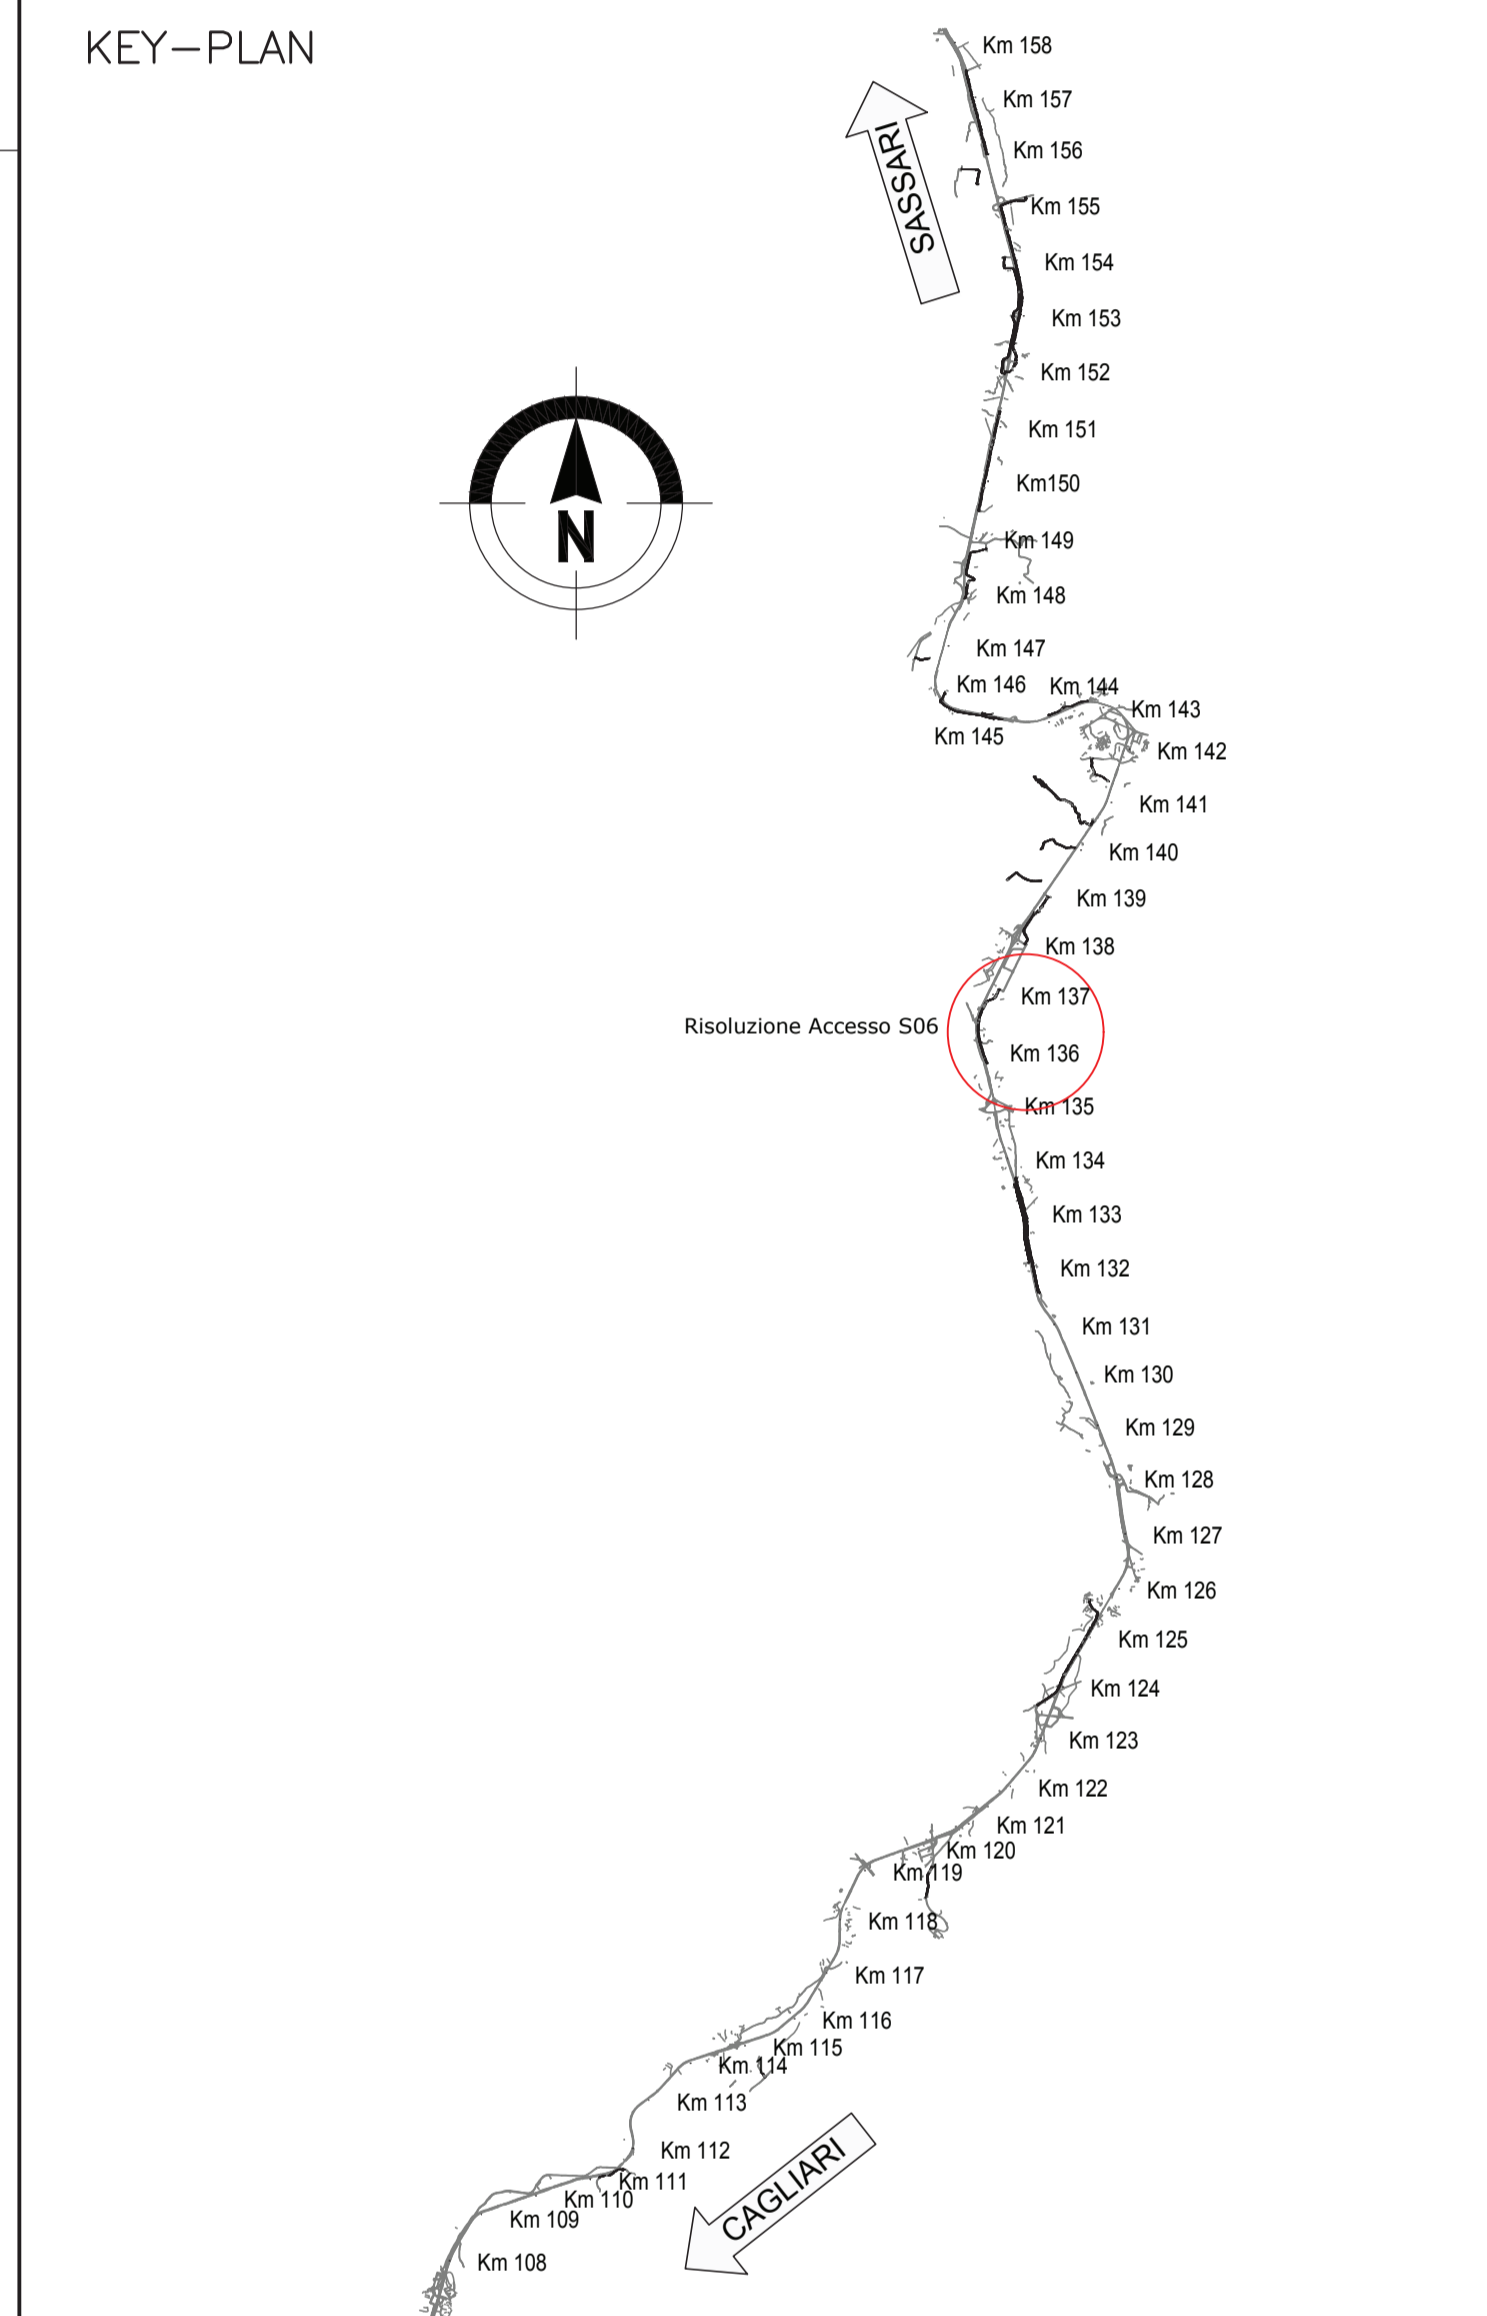 KEY-PLAN
Km 158
Km 157
SASSARI
Km 156
Km 155
Km 154
Km 153
Km 152
Km 151
Km150
N
Km 149
Km 148
Km 147
Km 146
Km 144
Km 143
Km 145
Km 142
Km 141
Km 140
Km 139
Km 138
Km 137
Risoluzione Accesso S06
Km 136
Km 135
Km 134
Km 133
Km 132
Km 131
Km 130
Km 129
Km 128
Km 127
Km 126
Km 125
Km 124
Km 123
Km 122
Km 121
Km 120
Km 119
Km 118
Km 117
Km 116
Km 115
Km 114
Km 113
Km 112
Km 111
CAGLIARI
Km 110
Km 109
Km 108